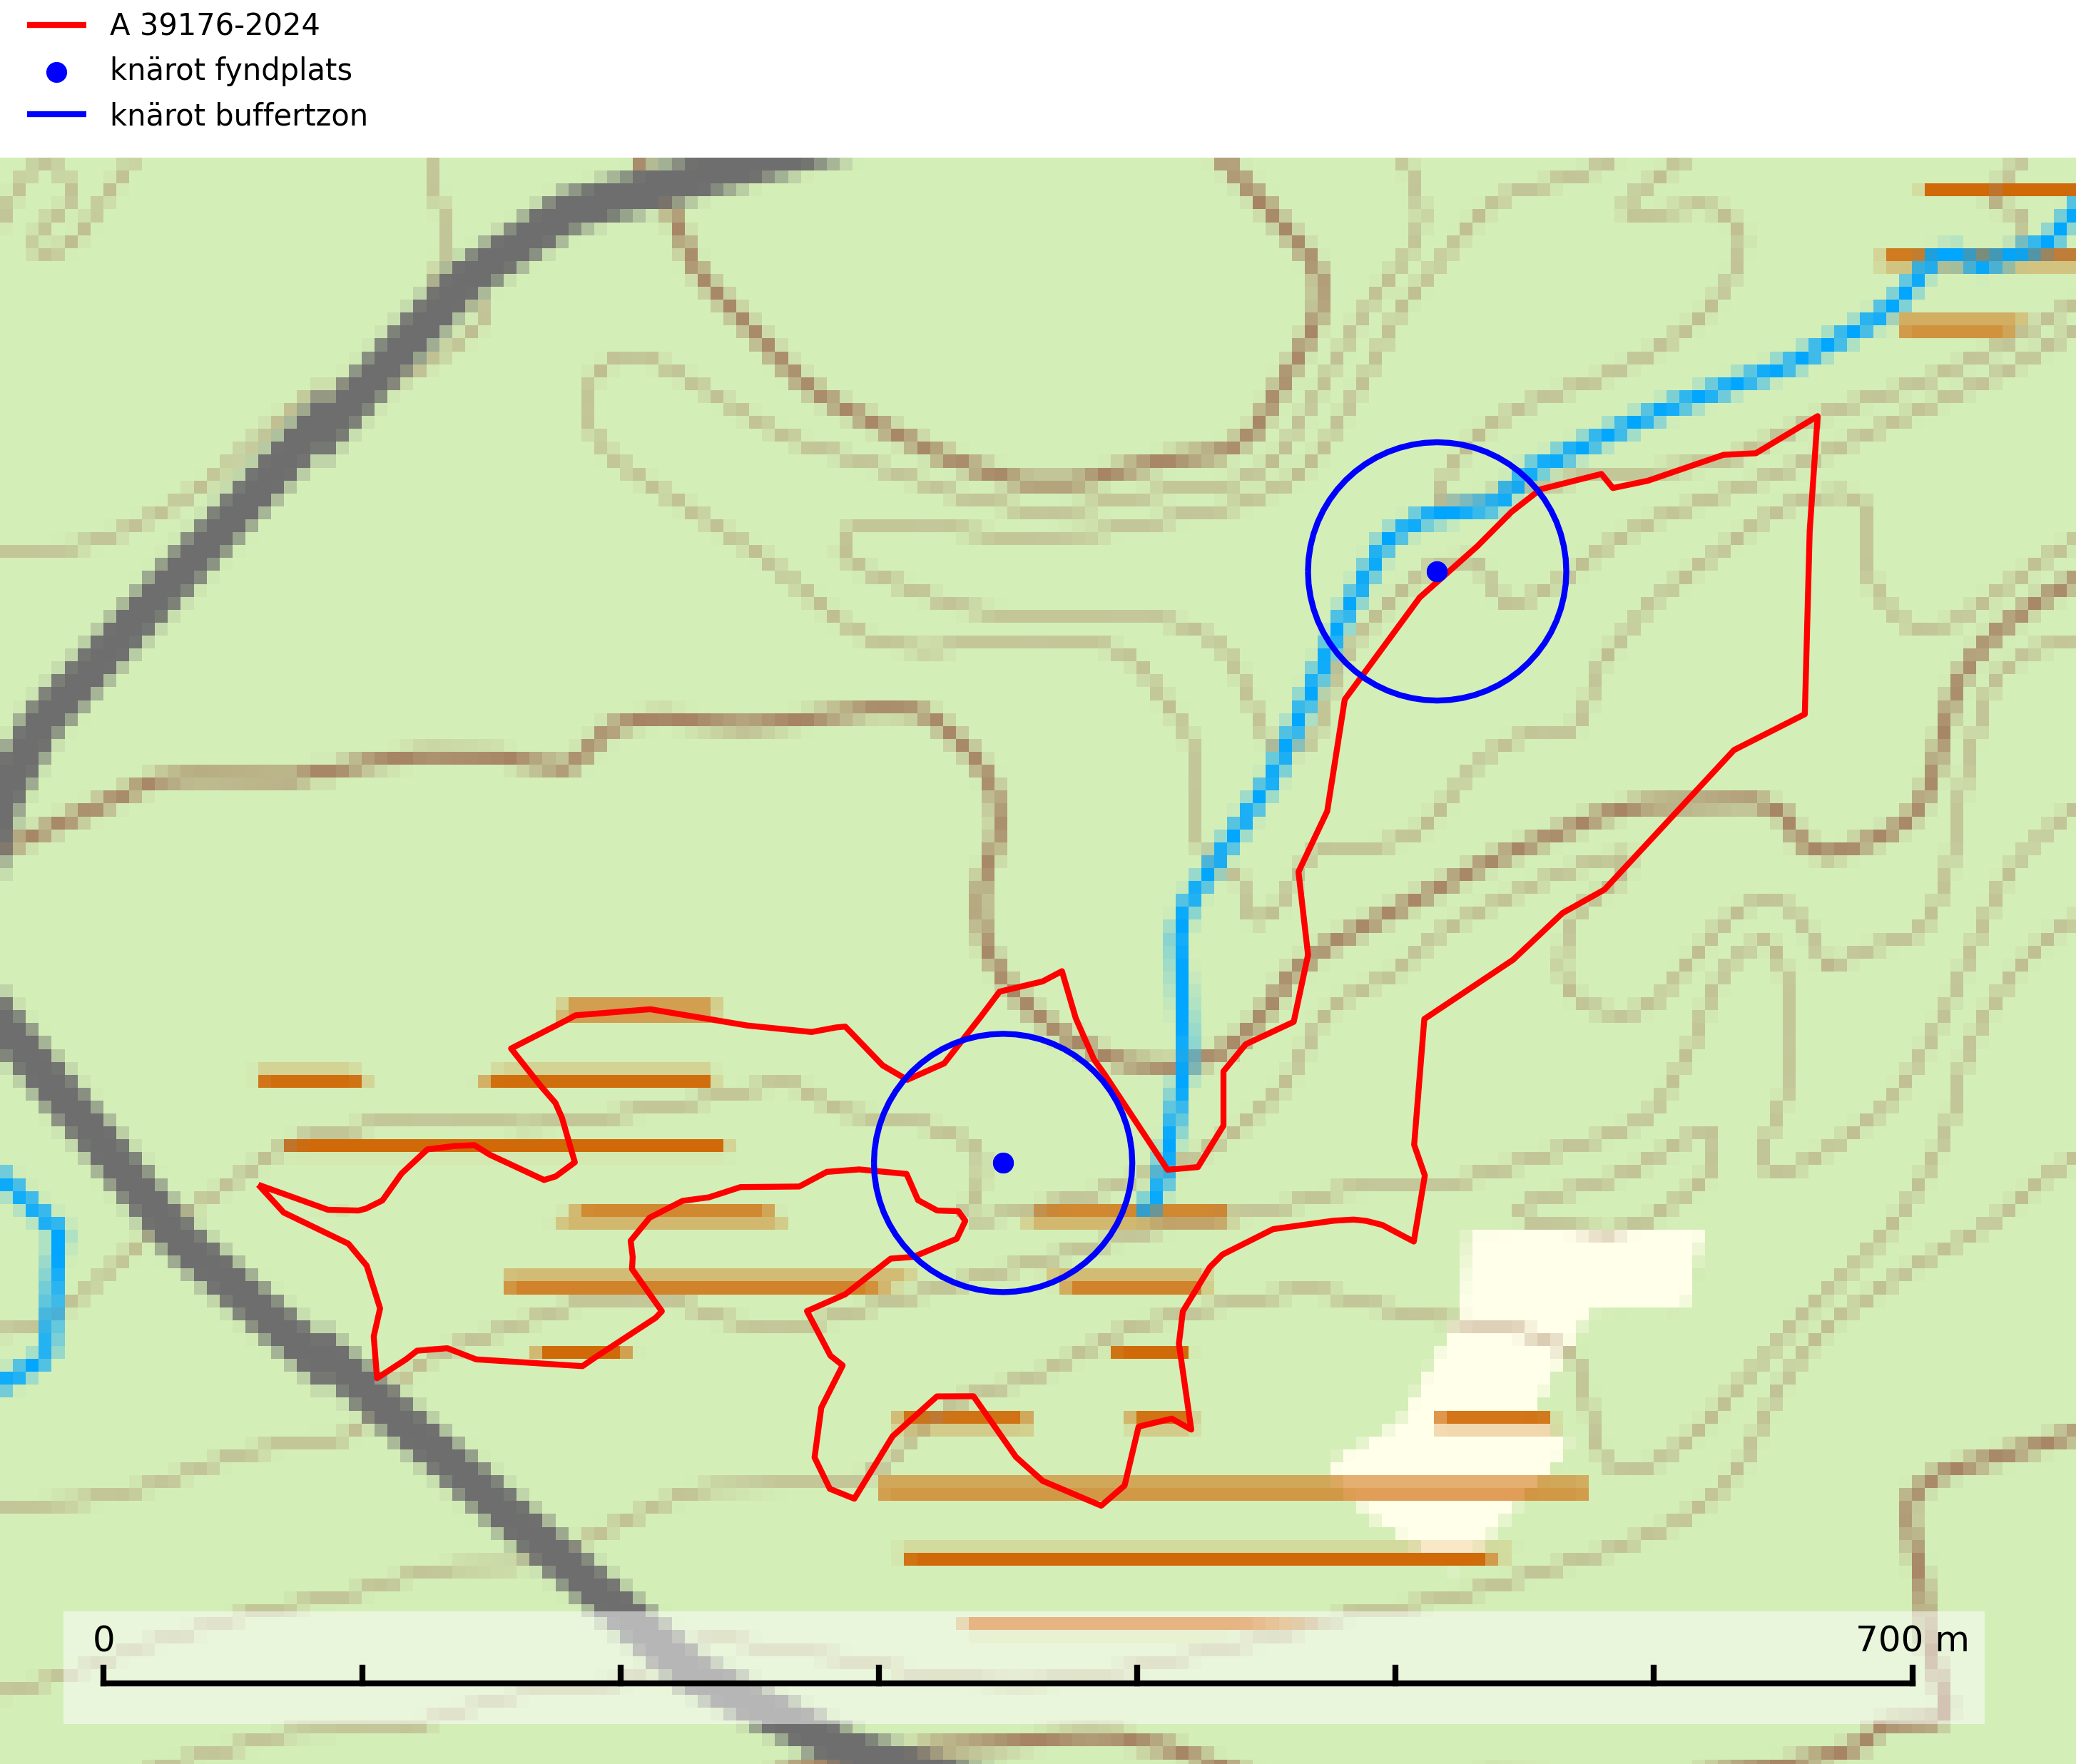 A 39176-2024
knärot fyndplats
knärot buffertzon
0
700 m